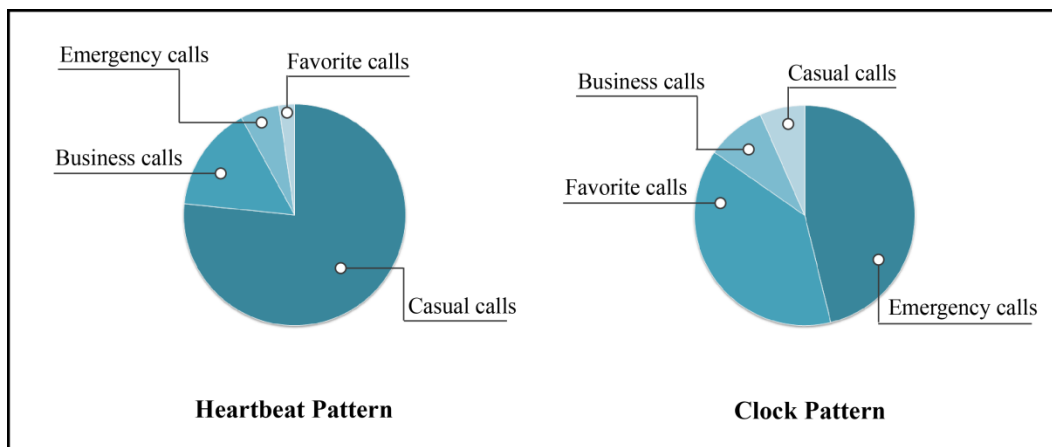 Emergency calls
Favorite calls
Business calls
Casual calls
Heartbeat Pattern
Casual calls
Business calls
Favorite calls
Emergency calls
Clock Pattern